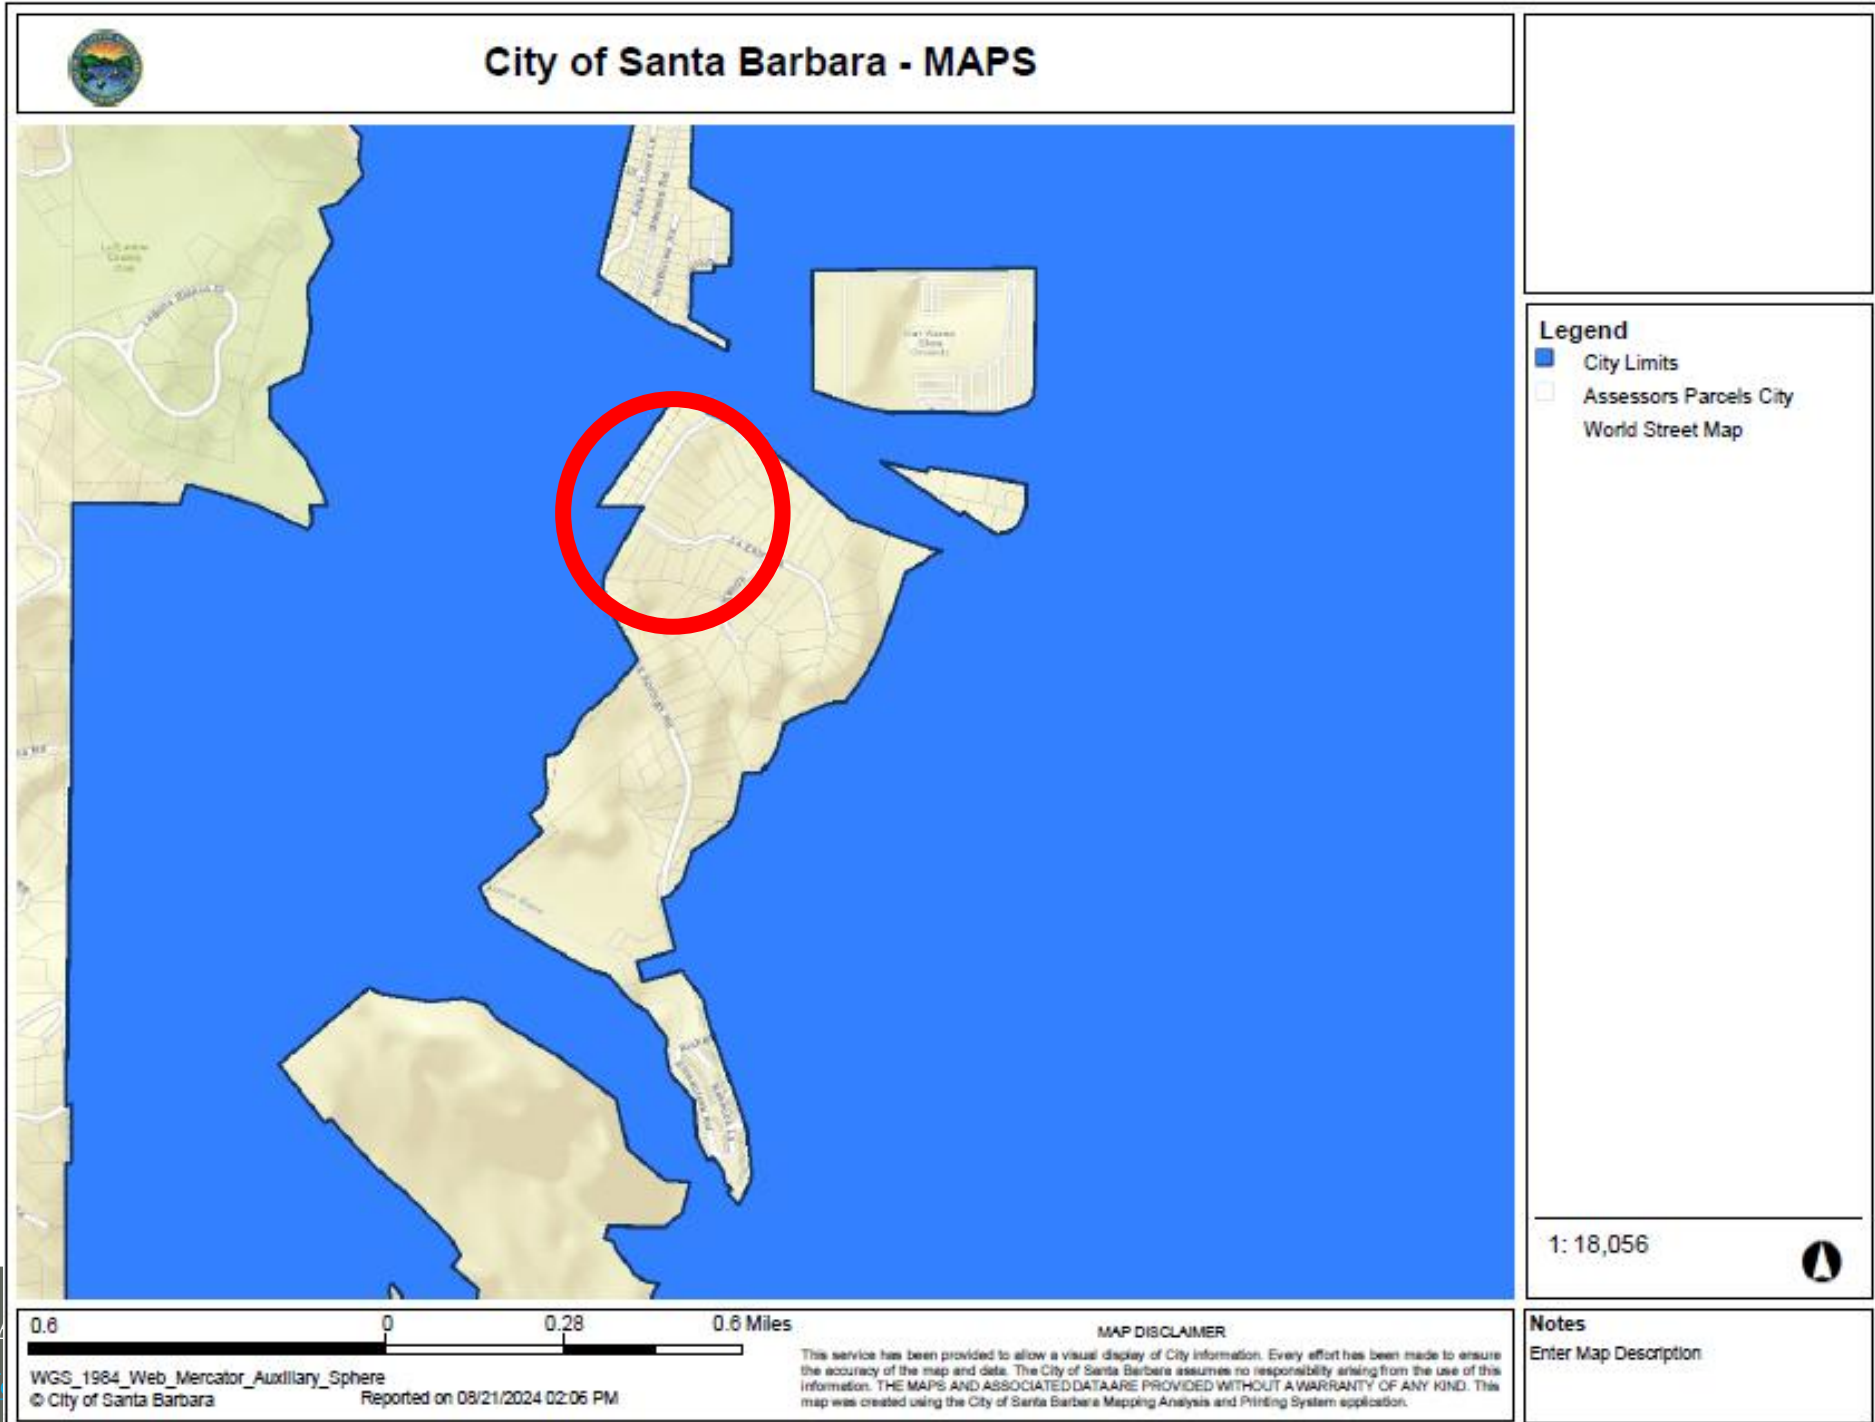 City of Santa Barbara - MAPS
Legend
City Limits
Assessors Parcels City
World Street Map
Laguna Blanca Dr
Show
1: 18,056
0.6
0
0.28
0.6 Miles
WGS_1984_Web_Mercator_Auxiliary_Sphere
© City of Santa Barbara
Reported on 08/21/2024 02:06 PM
MAP DISCLAIMER
This service has been provided to allow a visual display of City information. Every effort has been made to ensure
the accuracy of the map and data. The City of Santa Barbara assumes no responsibility arising from the use of this
information. THE MAPS AND ASSOCIATED DATA ARE PROVIDED WITHOUT A WARRANTY OF ANY KIND. This
map was created using the City of Santa Barbara Mapping Analysis and Printing System application.
Notes
Enter Map Description